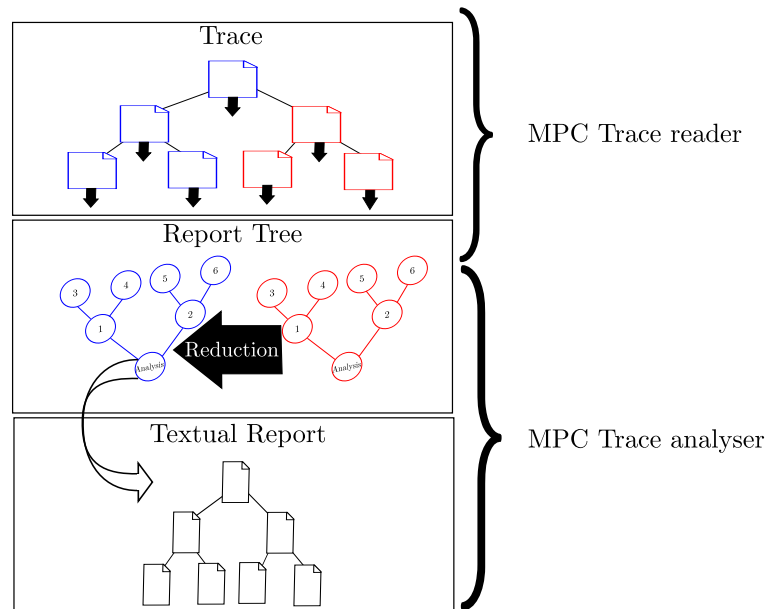 Trace
MPC Trace reader
Report Tree
3
4
5
6
1
2
Analysis
Reduction
3
4
5
6
1
2
Analysis
MPC Trace analyser
Textual Report